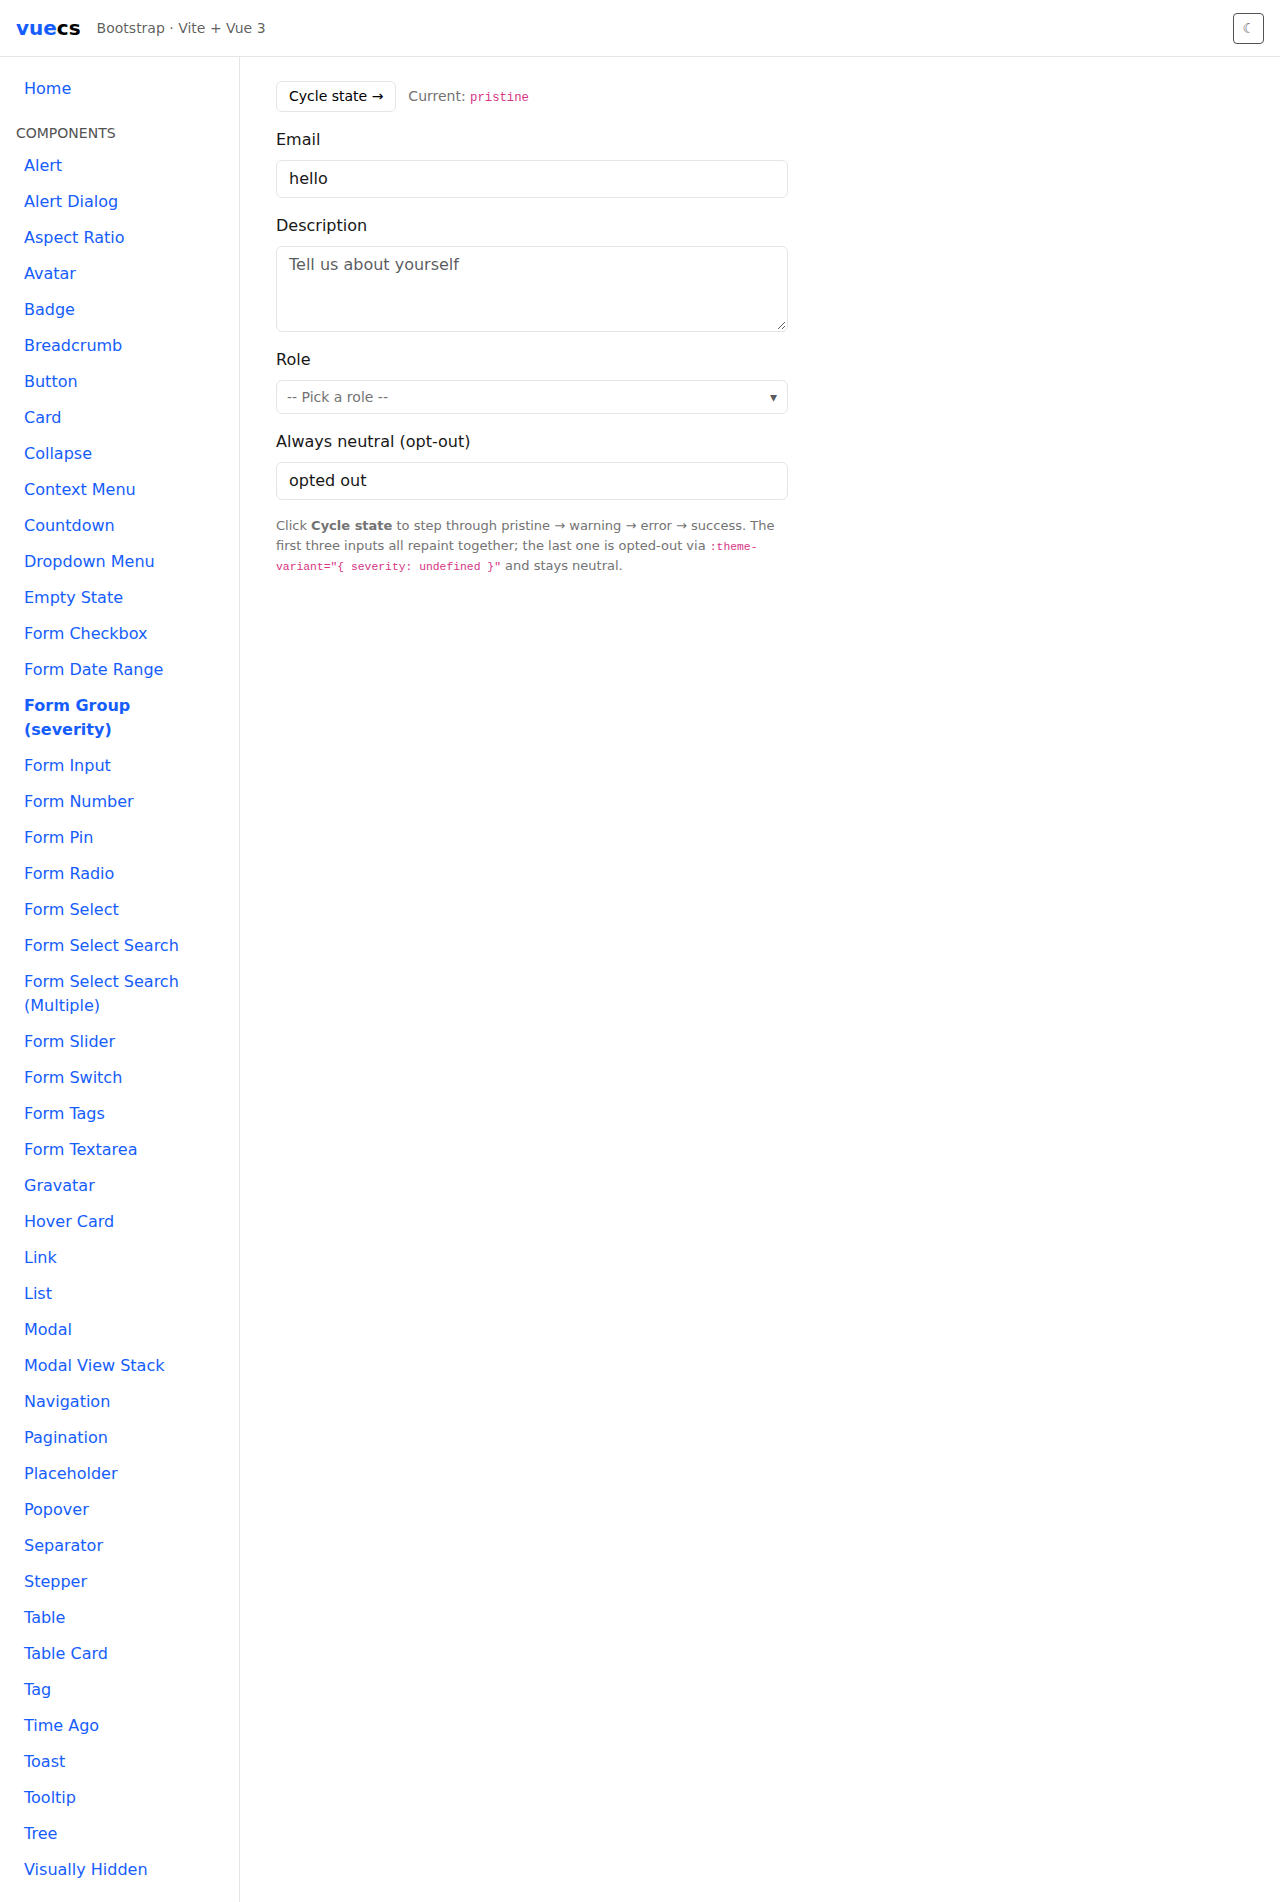 vuecs Bootstrap · Vite + Vue 3 ☾
Home
COMPONENTS
Alert
Alert Dialog
Aspect Ratio
Avatar
Badge
Breadcrumb
Button
Card
Collapse
Context Menu
Countdown
Dropdown Menu
Empty State
Form Checkbox
Form Date Range
Form Group
(severity)
Form Input
Form Number
Form Pin
Form Radio
Form Select
Form Select Search
Form Select Search
(Multiple)
Form Slider
Form Switch
Form Tags
Form Textarea
Gravatar
Hover Card
Link
List
Modal
Modal View Stack
Navigation
Pagination
Placeholder
Popover
Separator
Stepper
Table
Table Card
Tag
Time Ago
Toast
Tooltip
Tree
Visually Hidden
Cycle state → Current: pristine
Email
hello
Description
Tell us about yourself
Role
-- Pick a role -- ▾
Always neutral (opt-out)
opted out
Click Cycle state to step through pristine → warning → error → success. The
first three inputs all repaint together; the last one is opted-out via :theme-
variant="{ severity: undefined }" and stays neutral.